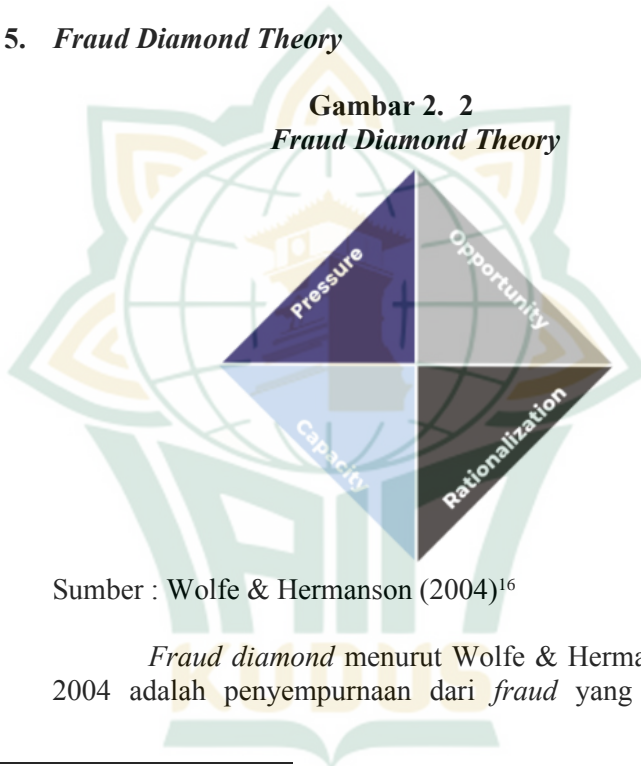 5. Fraud Diamond Theory
Gambar 2. 2
Fraud Diamond Theory
Pressure
Opportunity
Capacity
Rationalization
Sumber : Wolfe & Hermanson (2004)16
Fraud diamond menurut Wolfe &
2004 adalah penyempurnaan dari fraud yang
KUDUS